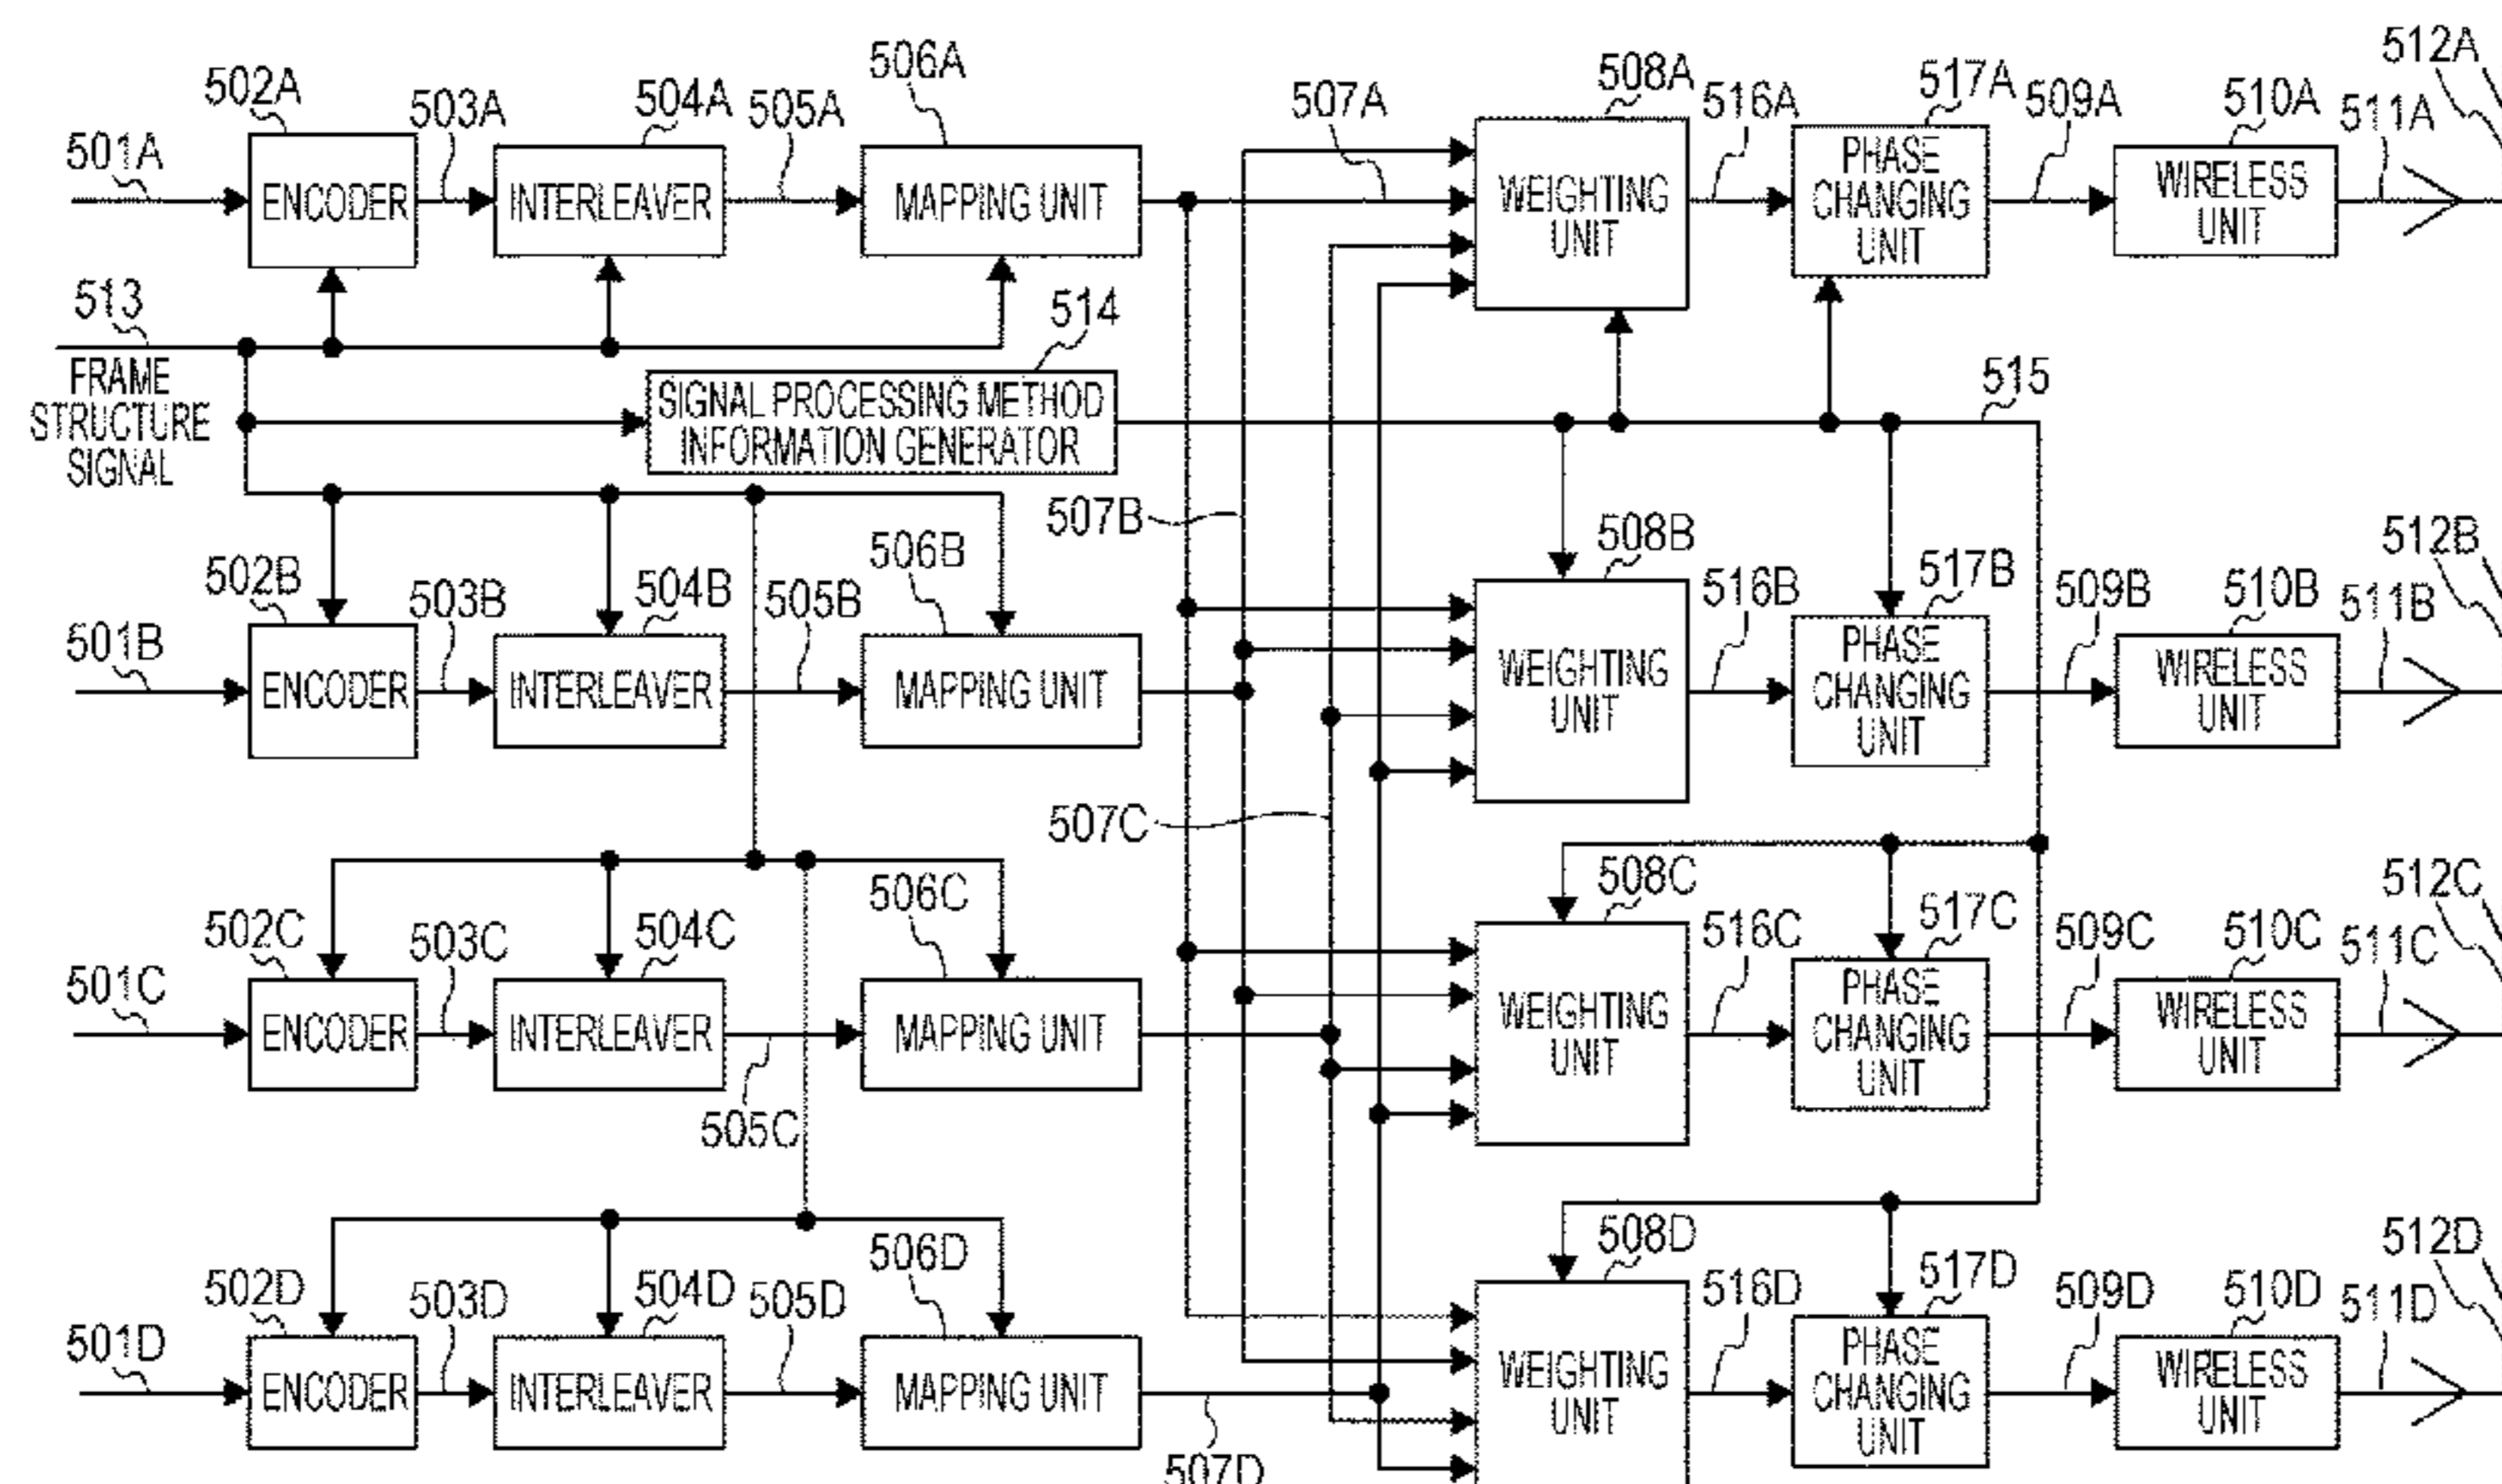 506A
508A
517A
512A
502A
503A
504A
505A
507A
516A
509A
510A
511A
501A
ENCODER
INTERLEAVER
MAPPING UNIT
WEIGHTING
UNIT
PHASE
CHANGING
UNIT
WIRELESS
UNIT
513
514
FRAME
STRUCTURE
SIGNAL
SIGNAL PROCESSING METHOD
INFORMATION GENERATOR
515
507B
506B
508B
517B
512B
502B
503B
504B
505B
516B
509B
510B
511B
501B
ENCODER
INTERLEAVER
MAPPING UNIT
WEIGHTING
UNIT
PHASE
CHANGING
UNIT
WIRELESS
UNIT
507C
506C
508C
517C
512C
502C
503C
504C
516C
509C
510C
511C
501C
ENCODER
INTERLEAVER
MAPPING UNIT
WEIGHTING
UNIT
PHASE
CHANGING
UNIT
WIRELESS
UNIT
505C
506D
508D
517D
512D
502D
503D
504D
505D
516D
509D
510D
511D
501D
ENCODER
INTERLEAVER
MAPPING UNIT
WEIGHTING
UNIT
PHASE
CHANGING
UNIT
WIRELESS
UNIT
507D